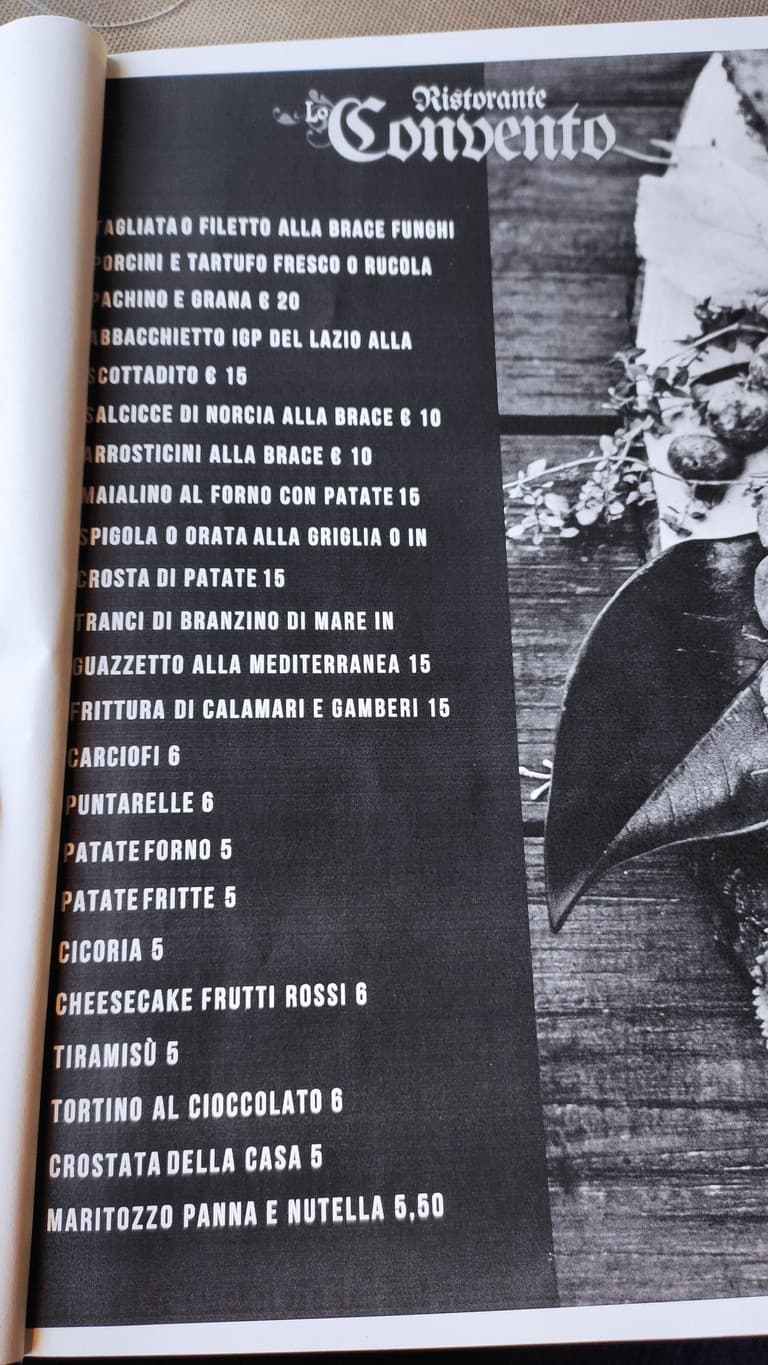 Ristorante
Lo Convento
TAGLIATA O FILETTO ALLA BRACE FUNGHI
PORCINI E TARTUFO FRESCO O RUCOLA
PACHINO E GRANA € 20
ABBACCHIETTO IGP DEL LAZIO ALLA
SCOTTADITO € 15
SALCICCE DI NORCIA ALLA BRACE € 10
ARROSTICINI ALLA BRACE € 10
MAIALINO AL FORNO CON PATATE 15
SPIGOLA O ORATA ALLA GRIGLIA O IN
CROSTA DI PATATE 15
TRANCI DI BRANZINO DI MARE IN
GUAZZETTO ALLA MEDITERRANEA 15
FRITTURA DI CALAMARI E GAMBERI 15
CARCIOFI 6
PUNTARELLE 6
PATATE FORNO 5
PATATE FRITTE 5
CICORIA 5
CHEESECAKE FRUTTI ROSSI 6
TIRAMISÙ 5
TORTINO AL CIOCCOLATO 6
CROSTATA DELLA CASA 5
MARITOZZO PANNA E NUTELLA 5,50